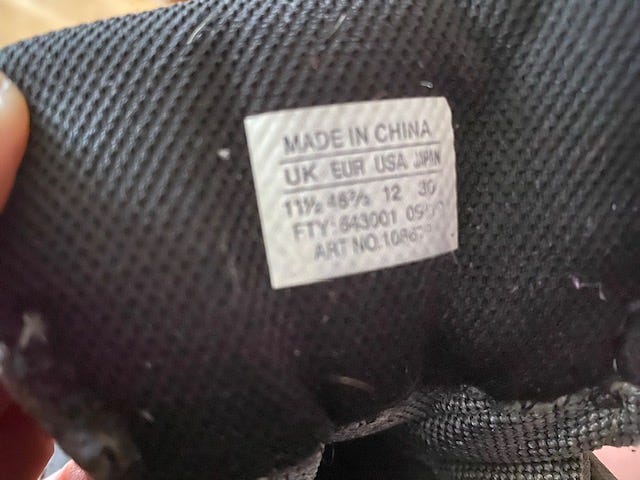 MADE IN CHINA
UK EUR USA JAPAN
11½ 46⅔ 12 30
FTY: 643001
ART NO.